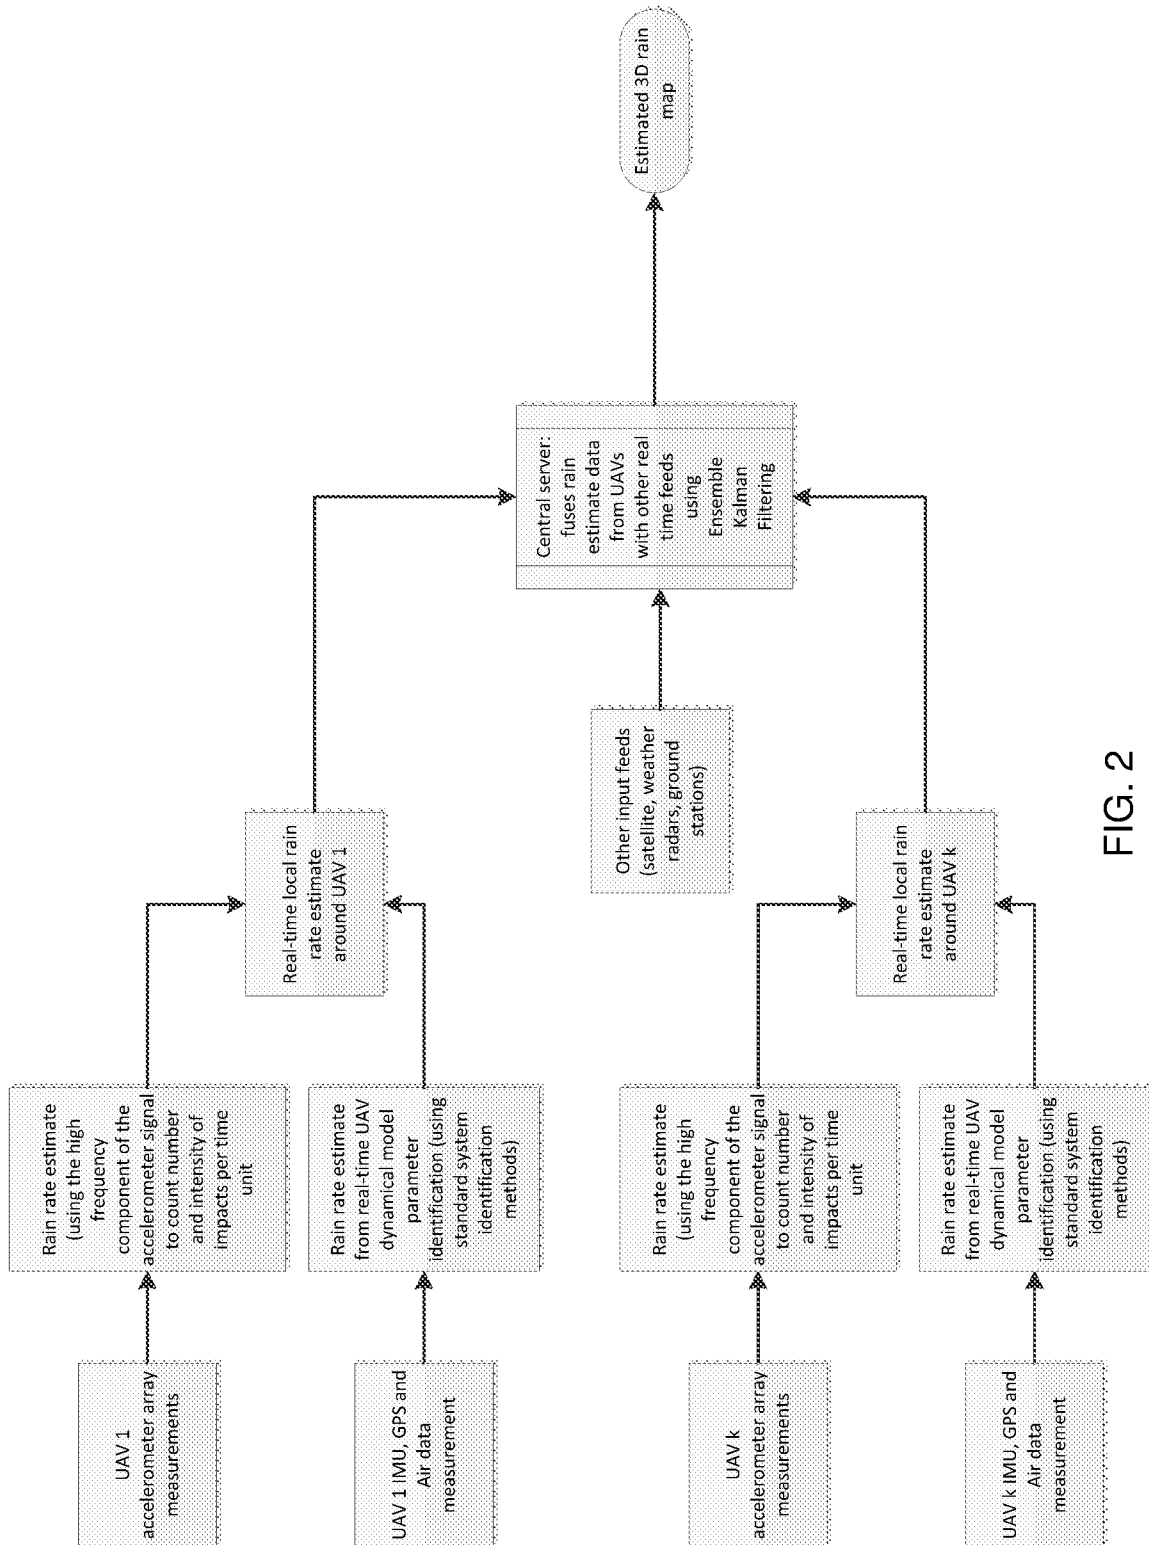 UAV 1
accelerometer array
measurements
Rain rate estimate
(using the high
frequency
component of the
accelerometer signal
to count number
and intensity of
impacts per time
unit
UAV 1 IMU, GPS and
Air data
measurement
Rain rate estimate
from real-time UAV
dynamical model
parameter
identification (using
standard system
identification
methods)
Real-time local rain
rate estimate
around UAV 1
UAV k
accelerometer array
measurements
Rain rate estimate
(using the high
frequency
component of the
accelerometer signal
to count number
and intensity of
impacts per time
unit
UAV k IMU, GPS and
Air data
measurement
Rain rate estimate
from real-time UAV
dynamical model
parameter
identification (using
standard system
identification
methods)
Real-time local rain
rate estimate
around UAV k
Other input feeds
(satellite, weather
radars, ground
stations)
Central server:
fuses rain
estimate data
from UAVs
with other real
time feeds
using
Ensemble
Kalman
Filtering
Estimated 3D rain
map
FIG. 2